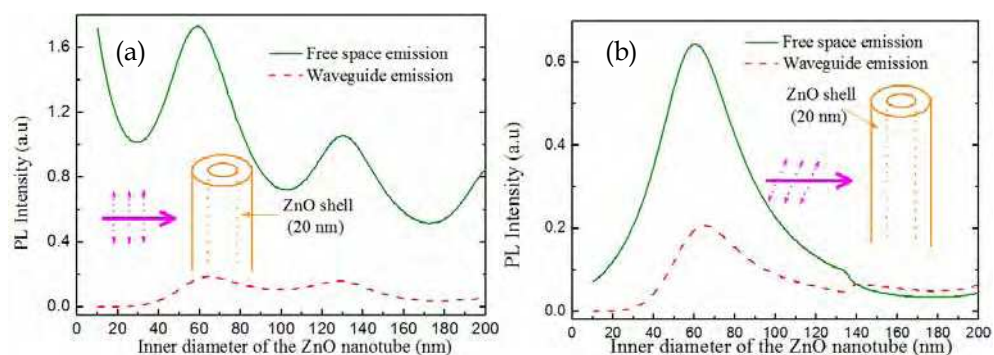 (a)
Free space emission
Waveguide emission
ZnO shell
(20 nm)
PL Intensity (a.u)
1.6
1.2
0.8
0.4
0.0
0 20 40 60 80 100 120 140 160 180 200
Inner diameter of the ZnO nanotube (nm)
(b)
Free space emission
Waveguide emission
ZnO shell
(20 nm)
PL Intensity (a.u)
0.6
0.4
0.2
0.0
0 20 40 60 80 100 120 140 160 180 200
Inner diameter of the ZnO nanotube (nm)